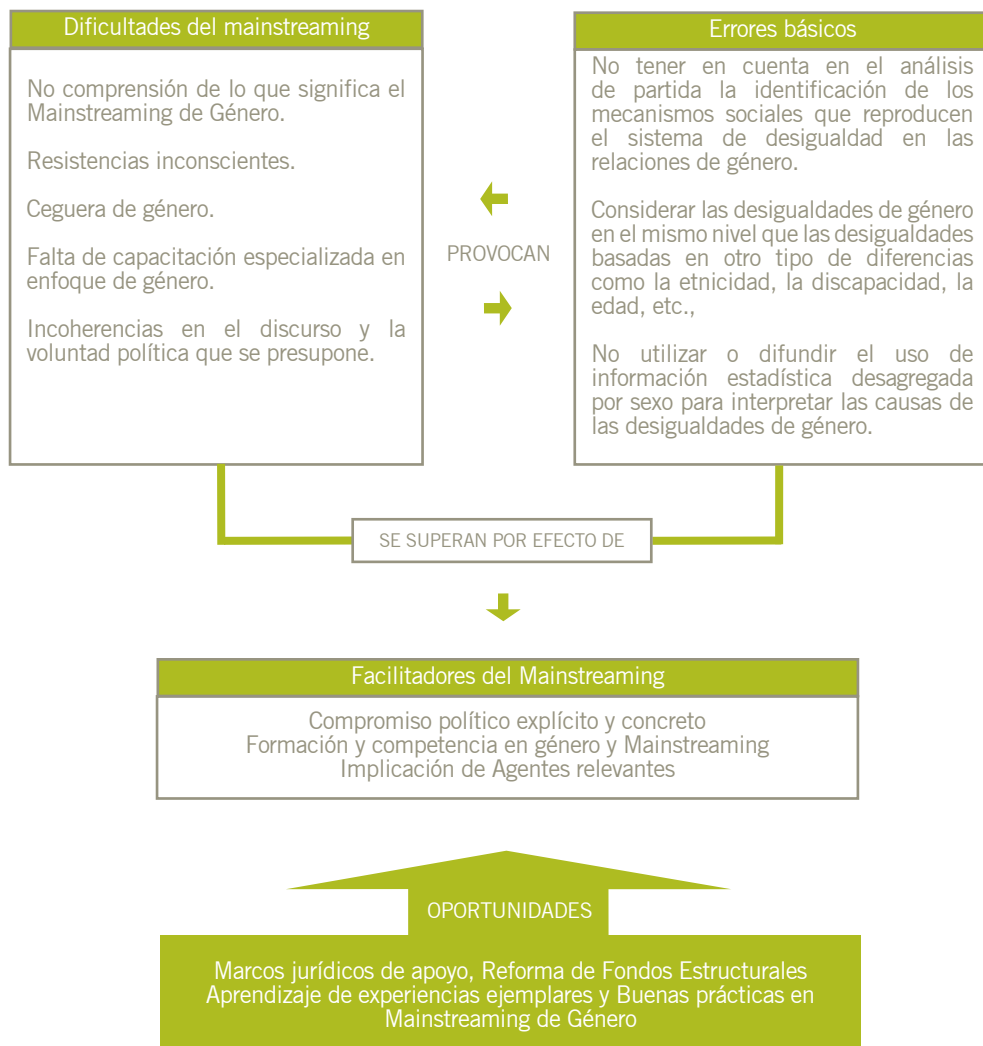 Dificultades del mainstreaming
No comprensión de lo que significa el
Mainstreaming de Género.
Resistencias inconscientes.
Ceguera de género.
Falta de capacitación especializada en
enfoque de género.
Incoherencias en el discurso y la
voluntad política que se presupone.
PROVOCAN
Errores básicos
No tener en cuenta en el análisis
de partida la identificación de los
mecanismos sociales que reproducen
el sistema de desigualdad en las
relaciones de género.
Considerar las desigualdades de género
en el mismo nivel que las desigualdades
basadas en otro tipo de diferencias
como la etnicidad, la discapacidad, la
edad, etc.,
No utilizar o difundir el uso de
información estadística desagregada
por sexo para interpretar las causas de
las desigualdades de género.
SE SUPERAN POR EFECTO DE
Facilitadores del Mainstreaming
Compromiso político explícito y concreto
Formación y competencia en género y Mainstreaming
Implicación de Agentes relevantes
OPORTUNIDADES
Marcos jurídicos de apoyo, Reforma de Fondos Estructurales
Aprendizaje de experiencias ejemplares y Buenas prácticas en
Mainstreaming de Género